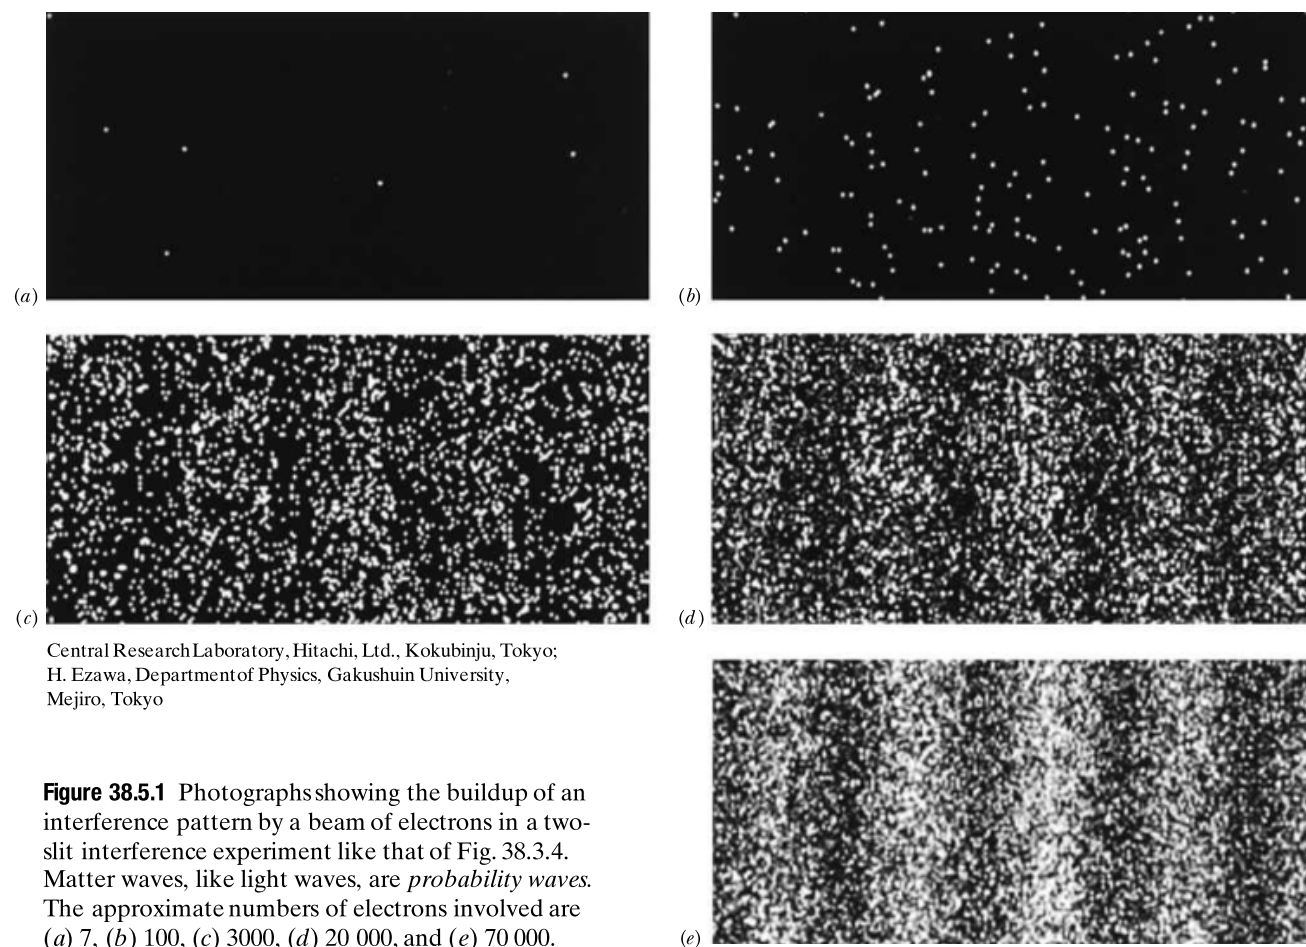 (a)
(b)
(c)
(d)
Central Research Laboratory, Hitachi, Ltd., Kokubinju, Tokyo;
H. Ezawa, Department of Physics, Gakushuin University,
Mejiro, Tokyo
Figure 38.5.1 Photographs showing the buildup of an
interference pattern by a beam of electrons in a two-
slit interference experiment like that of Fig. 38.3.4.
Matter waves, like light waves, are probability waves.
The approximate numbers of electrons involved are
(a) 7, (b) 100, (c) 3000, (d) 20 000, and (e) 70 000.
(e)